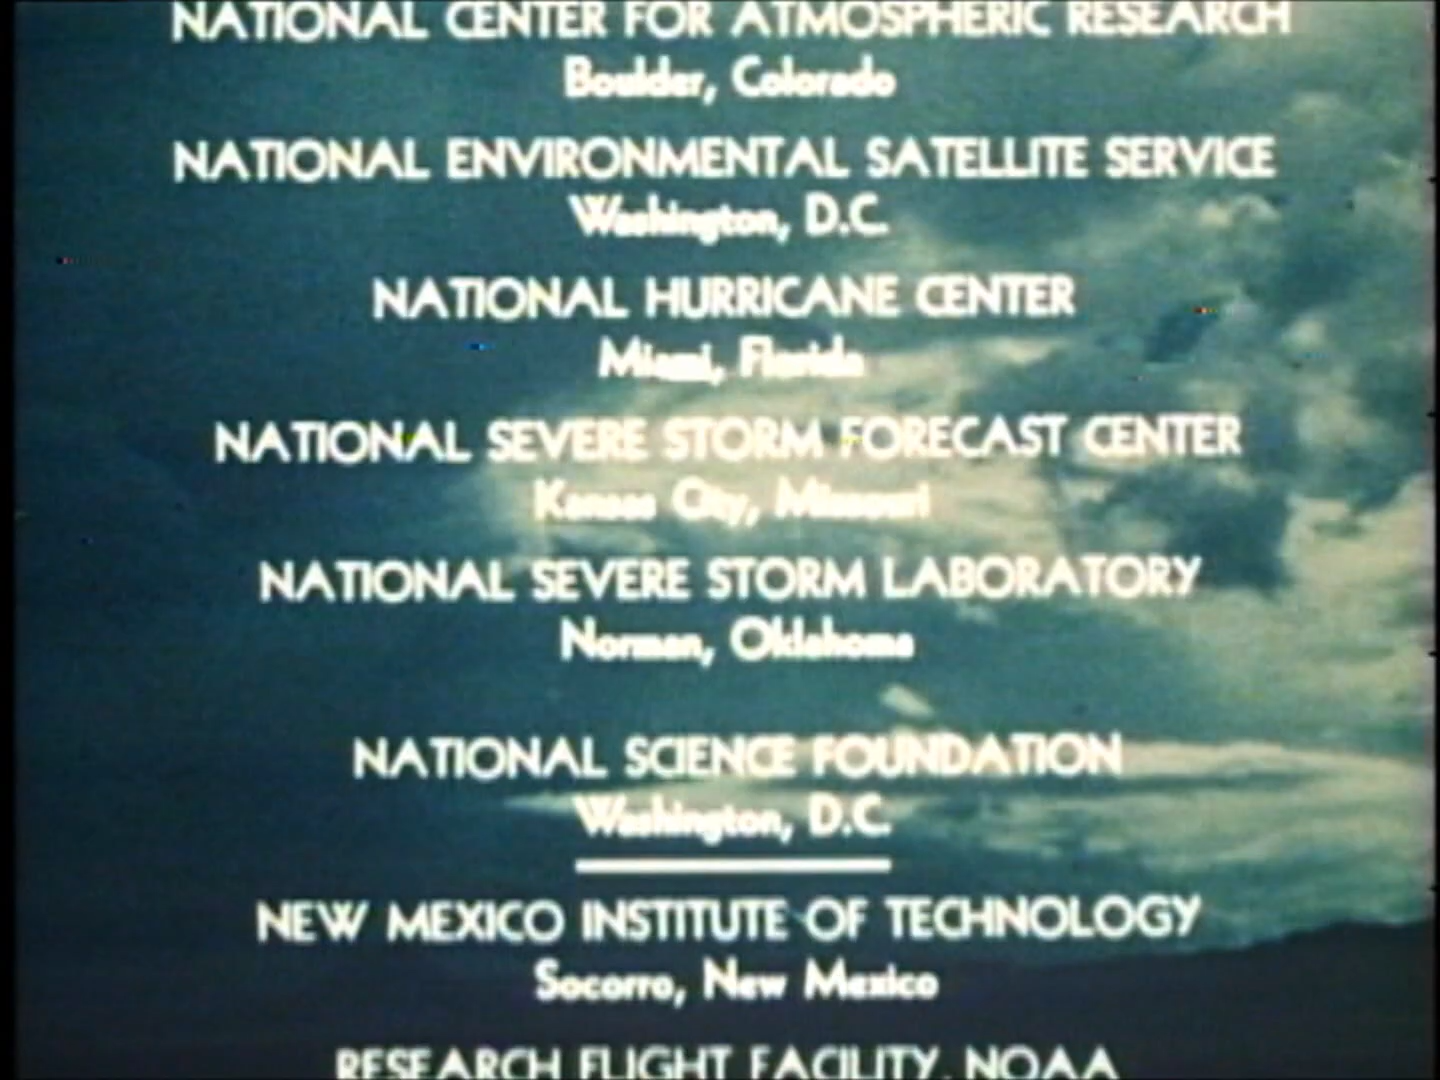 NATIONAL CENTER FOR ATMOSPHERIC RESEARCH
Boulder, Colorado
NATIONAL ENVIRONMENTAL SATELLITE SERVICE
Washington, D.C.
NATIONAL HURRICANE CENTER
Miami, Florida
NATIONAL SEVERE STORM FORECAST CENTER
Kansas City, Missouri
NATIONAL SEVERE STORM LABORATORY
Norman, Oklahoma
NATIONAL SCIENCE FOUNDATION
Washington, D.C.
NEW MEXICO INSTITUTE OF TECHNOLOGY
Socorro, New Mexico
RESEARCH FLIGHT FACILITY, NOAA